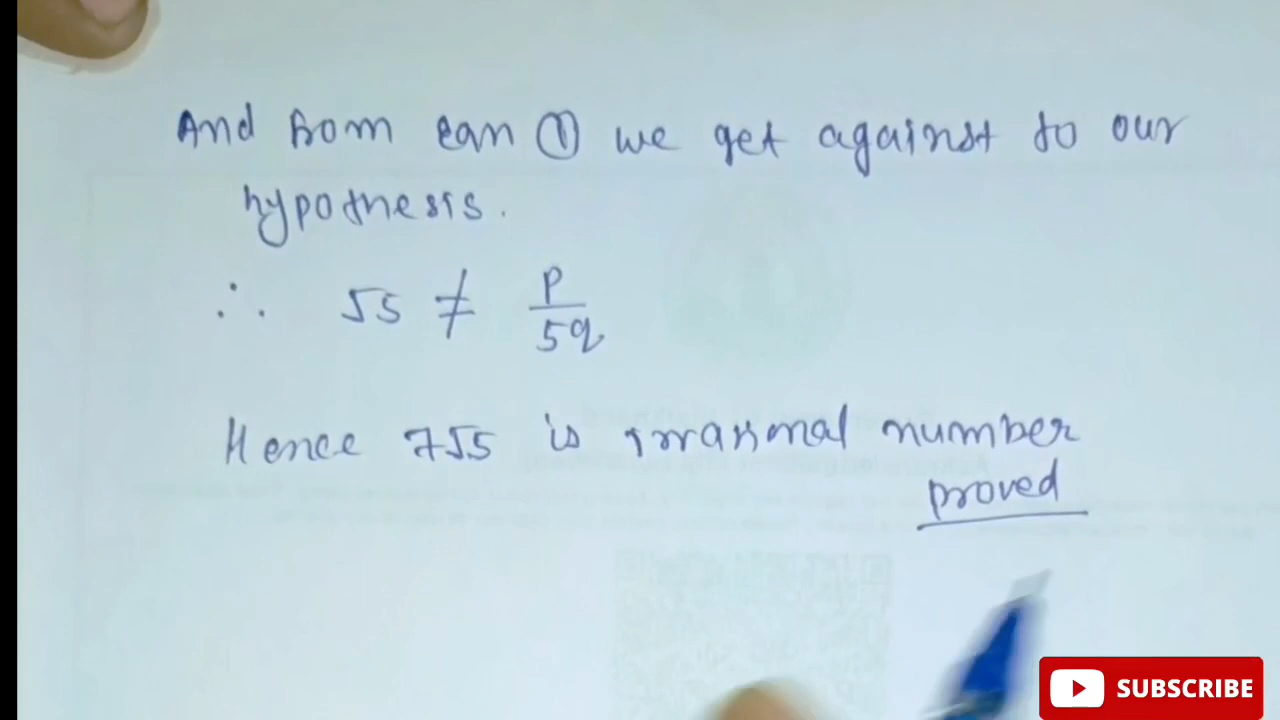 And from eqn ① we get against to our
hypothesis.
∴ √5 ≠ p/5q
Hence 7√5 is irrational number
proved
SUBSCRIBE